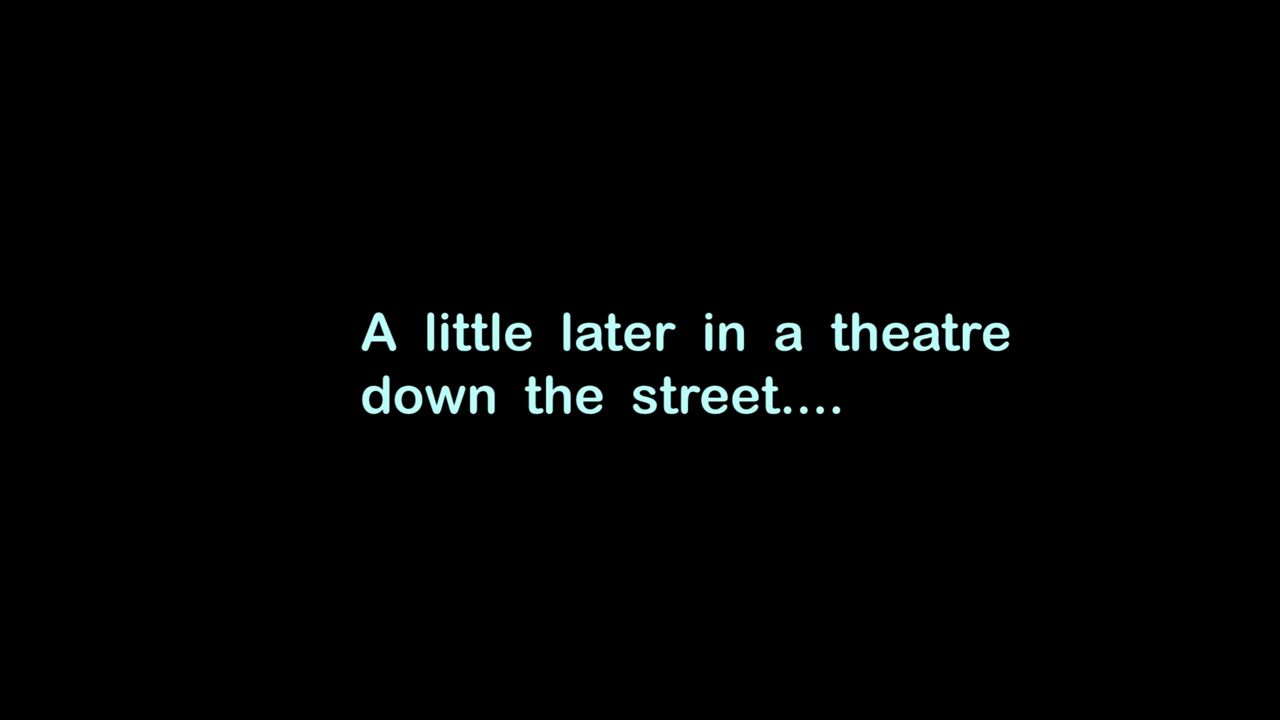 A little later in a theatre
down the street....